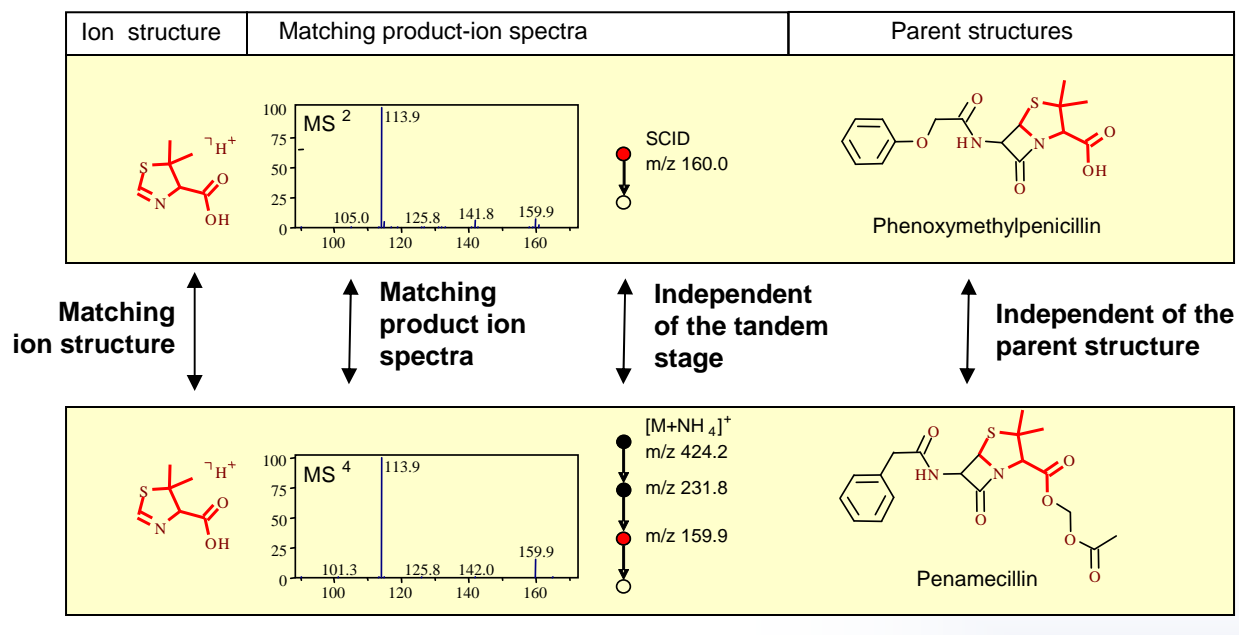 Ion structure
Matching product-ion spectra
Parent structures
S
N
O
OH
⌝H+
MS 2
100
75
50
25
0
113.9
105.0
125.8
141.8
159.9
100
120
140
160
SCID
m/z 160.0
O
HN
O
S
N
O
O
OH
Phenoxymethylpenicillin
Matching
ion structure
Matching
product ion
spectra
Independent
of the tandem
stage
Independent of the
parent structure
S
N
O
OH
⌝H+
MS 4
100
75
50
25
0
113.9
101.3
125.8
142.0
159.9
100
120
140
160
[M+NH4]+
m/z 424.2
m/z 231.8
m/z 159.9
O
HN
S
N
O
O
O
O
O
Penamecillin